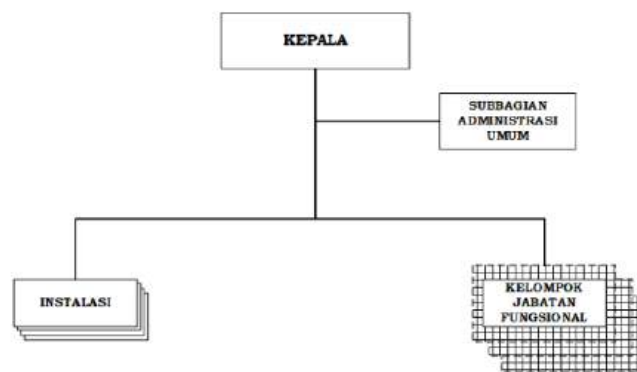 KEPALA
SUBBAGIAN
ADMINISTRASI
UMUM
INSTALASI
KELOMPOK
JABATAN
FUNGSIONAL